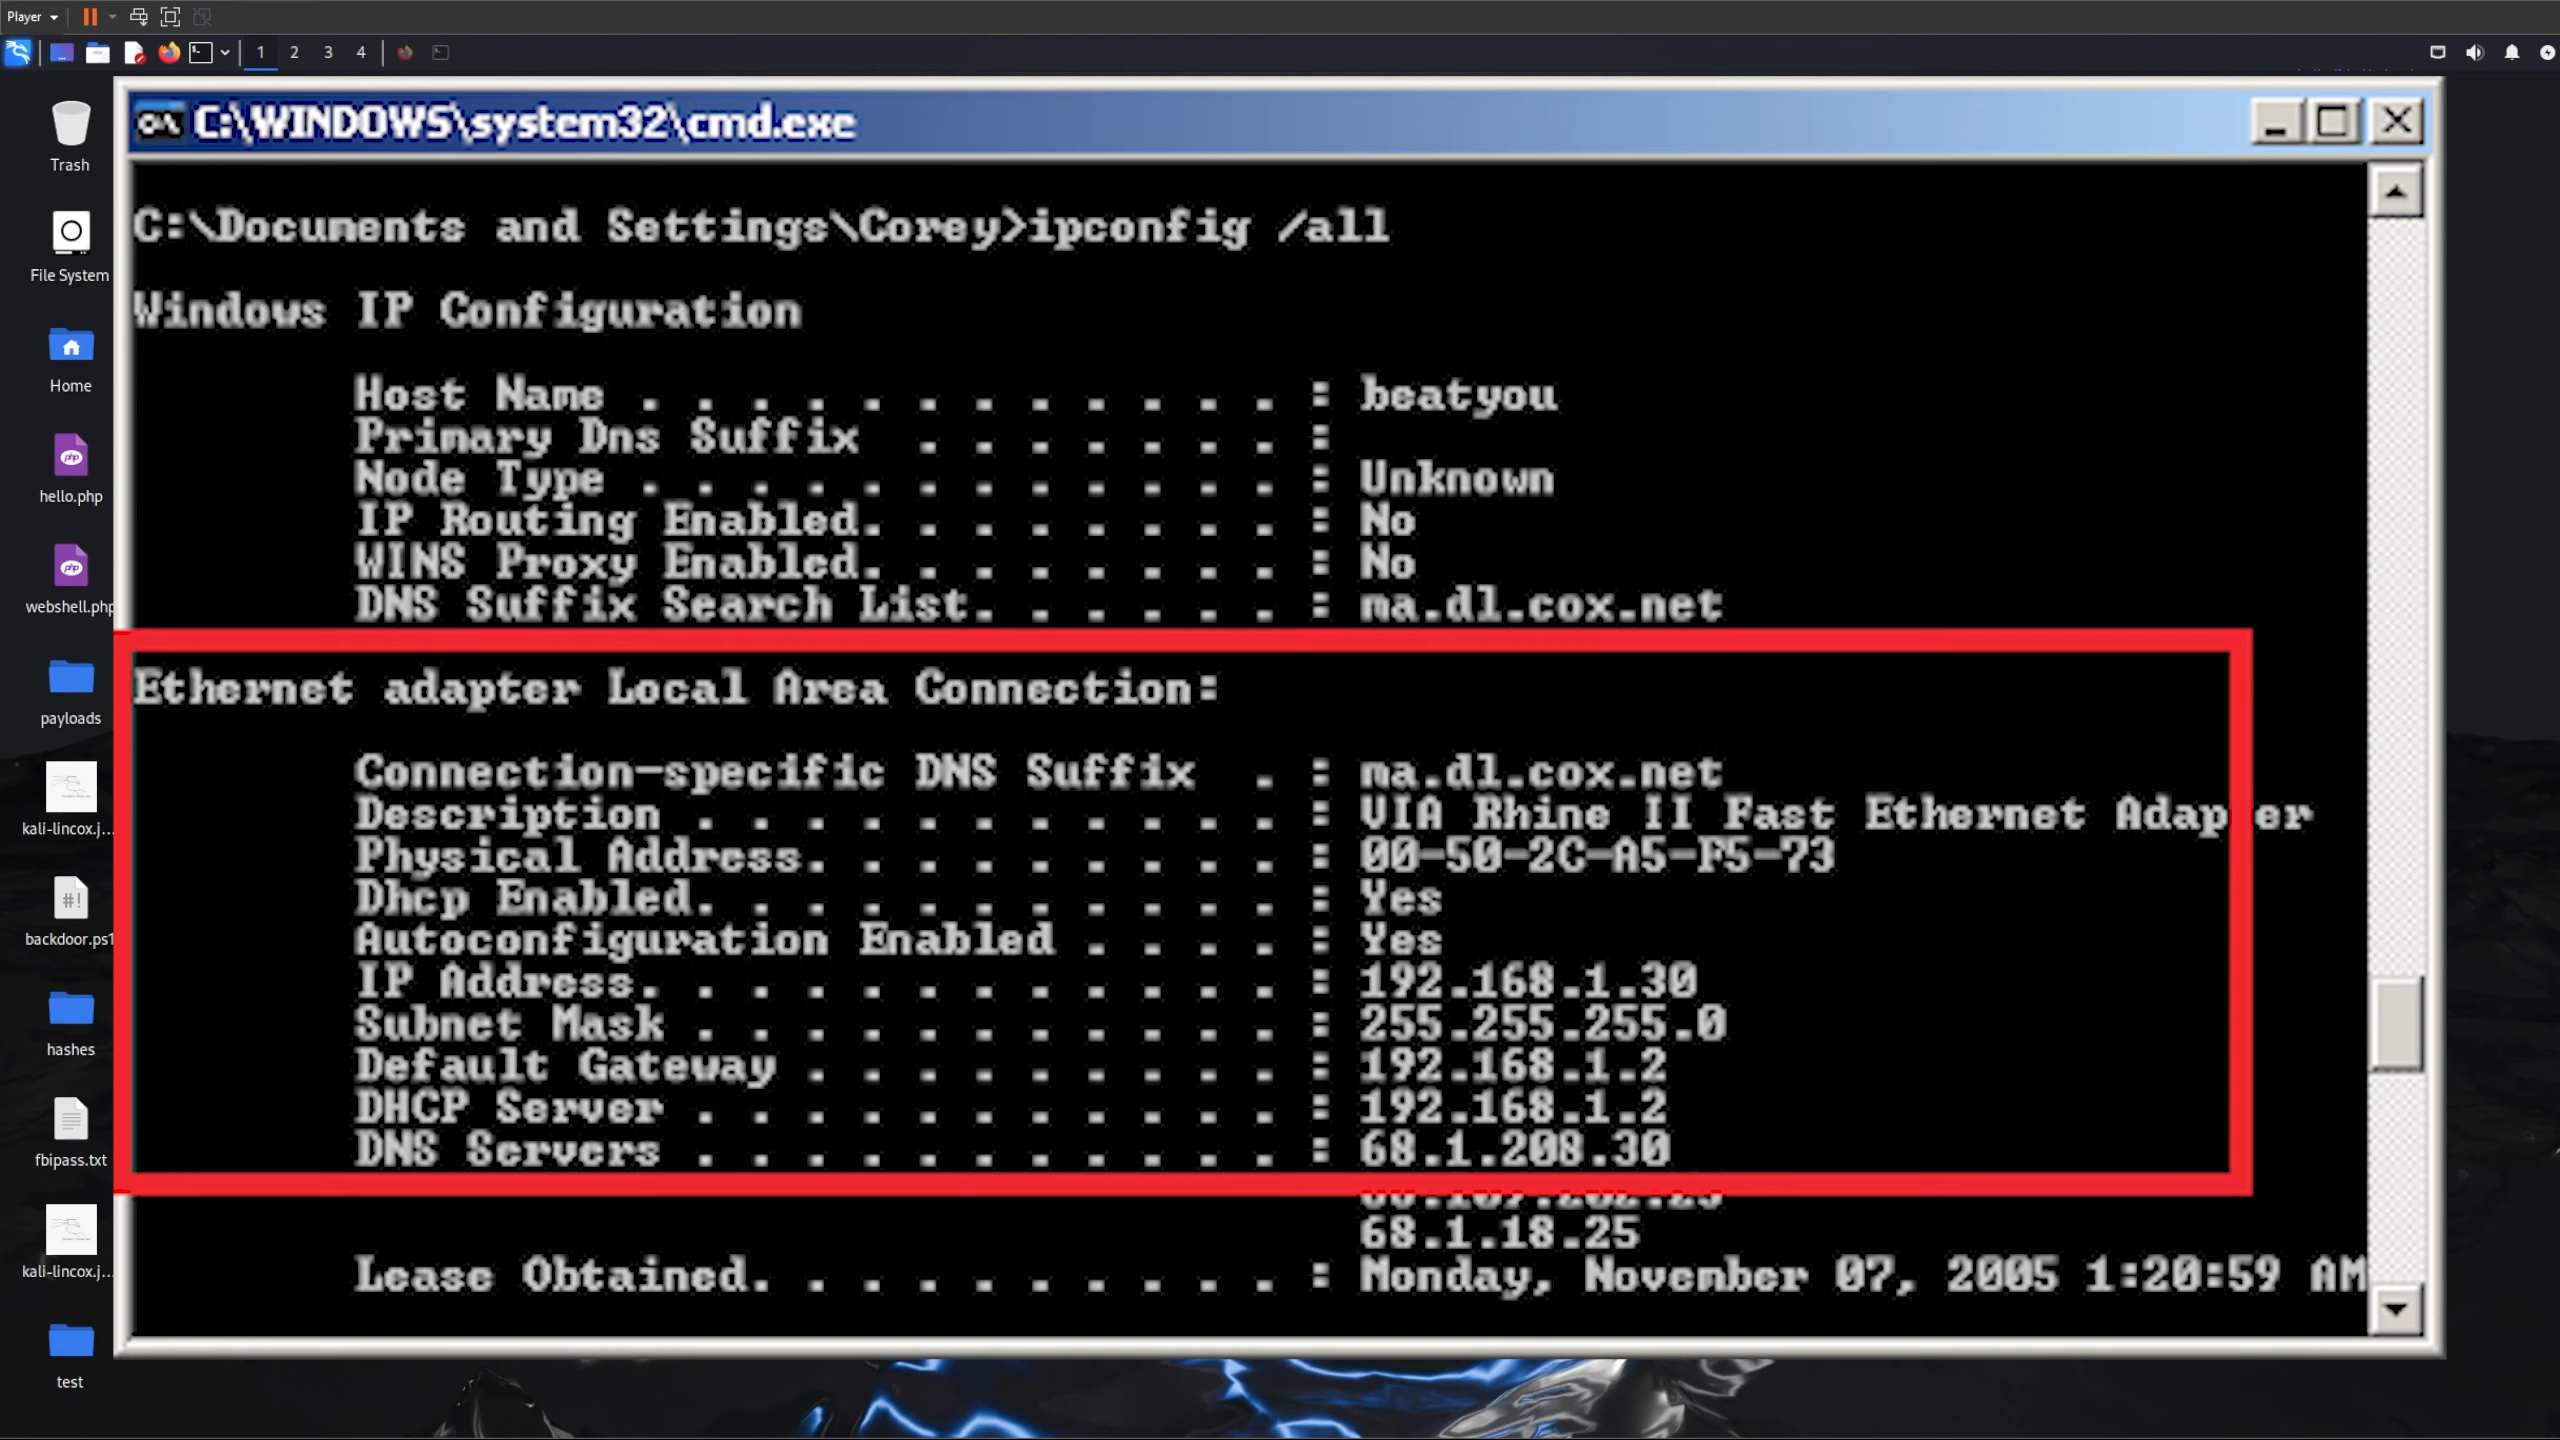 Player
1 2 3 4
Trash
File System
Home
hello.php
webshell.php
payloads
kali-lincox.j...
backdoor.ps1
hashes
fbipass.txt
kali-lincox.j...
test
C:\WINDOWS\system32\cmd.exe
C:\Documents and Settings\Corey>ipconfig /all
Windows IP Configuration
Host Name . . . . . . . . . . . . : beatyou
Primary Dns Suffix . . . . . . . :
Node Type . . . . . . . . . . . . : Unknown
IP Routing Enabled. . . . . . . . : No
WINS Proxy Enabled. . . . . . . . : No
DNS Suffix Search List. . . . . . : ma.dl.cox.net
Ethernet adapter Local Area Connection:
Connection-specific DNS Suffix . : ma.dl.cox.net
Description . . . . . . . . . . . : VIA Rhine II Fast Ethernet Adapter
Physical Address. . . . . . . . . : 00-50-2C-A5-F5-73
Dhcp Enabled. . . . . . . . . . . : Yes
Autoconfiguration Enabled . . . . : Yes
IP Address. . . . . . . . . . . . : 192.168.1.30
Subnet Mask . . . . . . . . . . . : 255.255.255.0
Default Gateway . . . . . . . . . : 192.168.1.2
DHCP Server . . . . . . . . . . . : 192.168.1.2
DNS Servers . . . . . . . . . . . : 68.1.208.30
68.1.18.25
Lease Obtained. . . . . . . . . . : Monday, November 07, 2005 1:20:59 AM